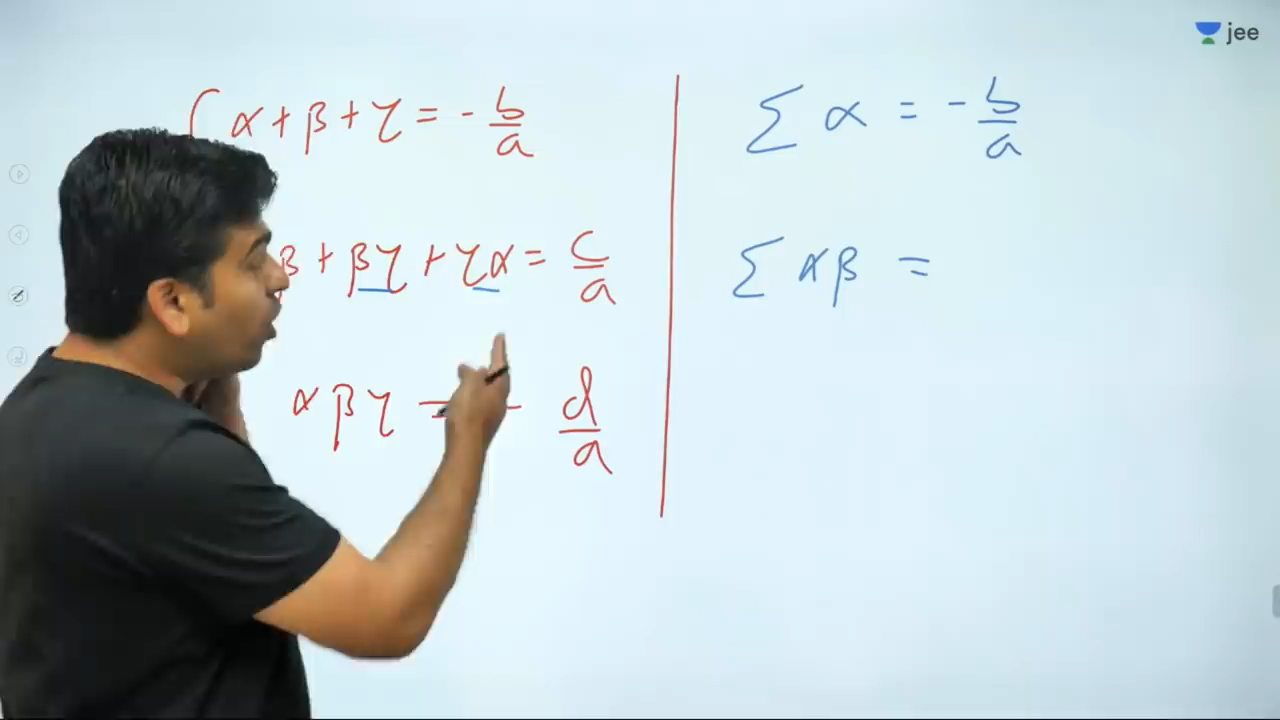 jee
α + β + γ = - b/a
β + βγ + γα = c/a
αβγ = - d/a
∑ α = - b/a
∑ αβ =